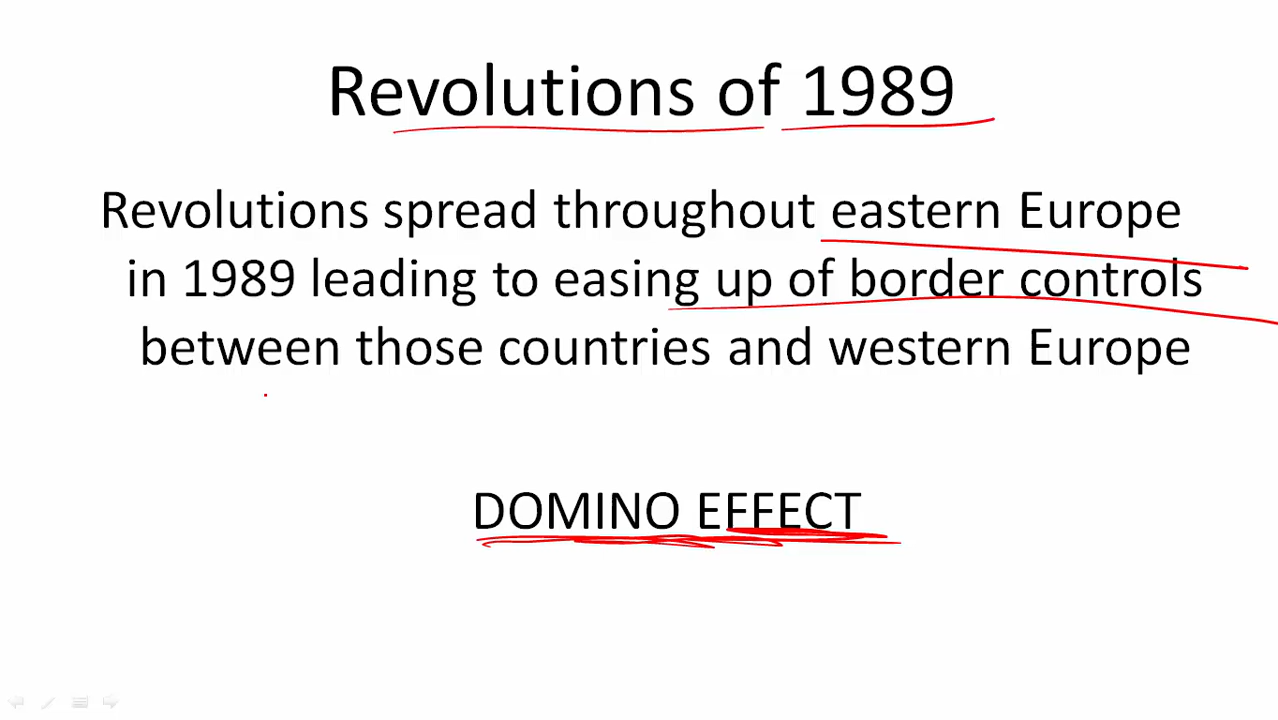 Revolutions of 1989
Revolutions spread throughout eastern Europe
in 1989 leading to easing up of border controls
between those countries and western Europe
DOMINO EFFECT